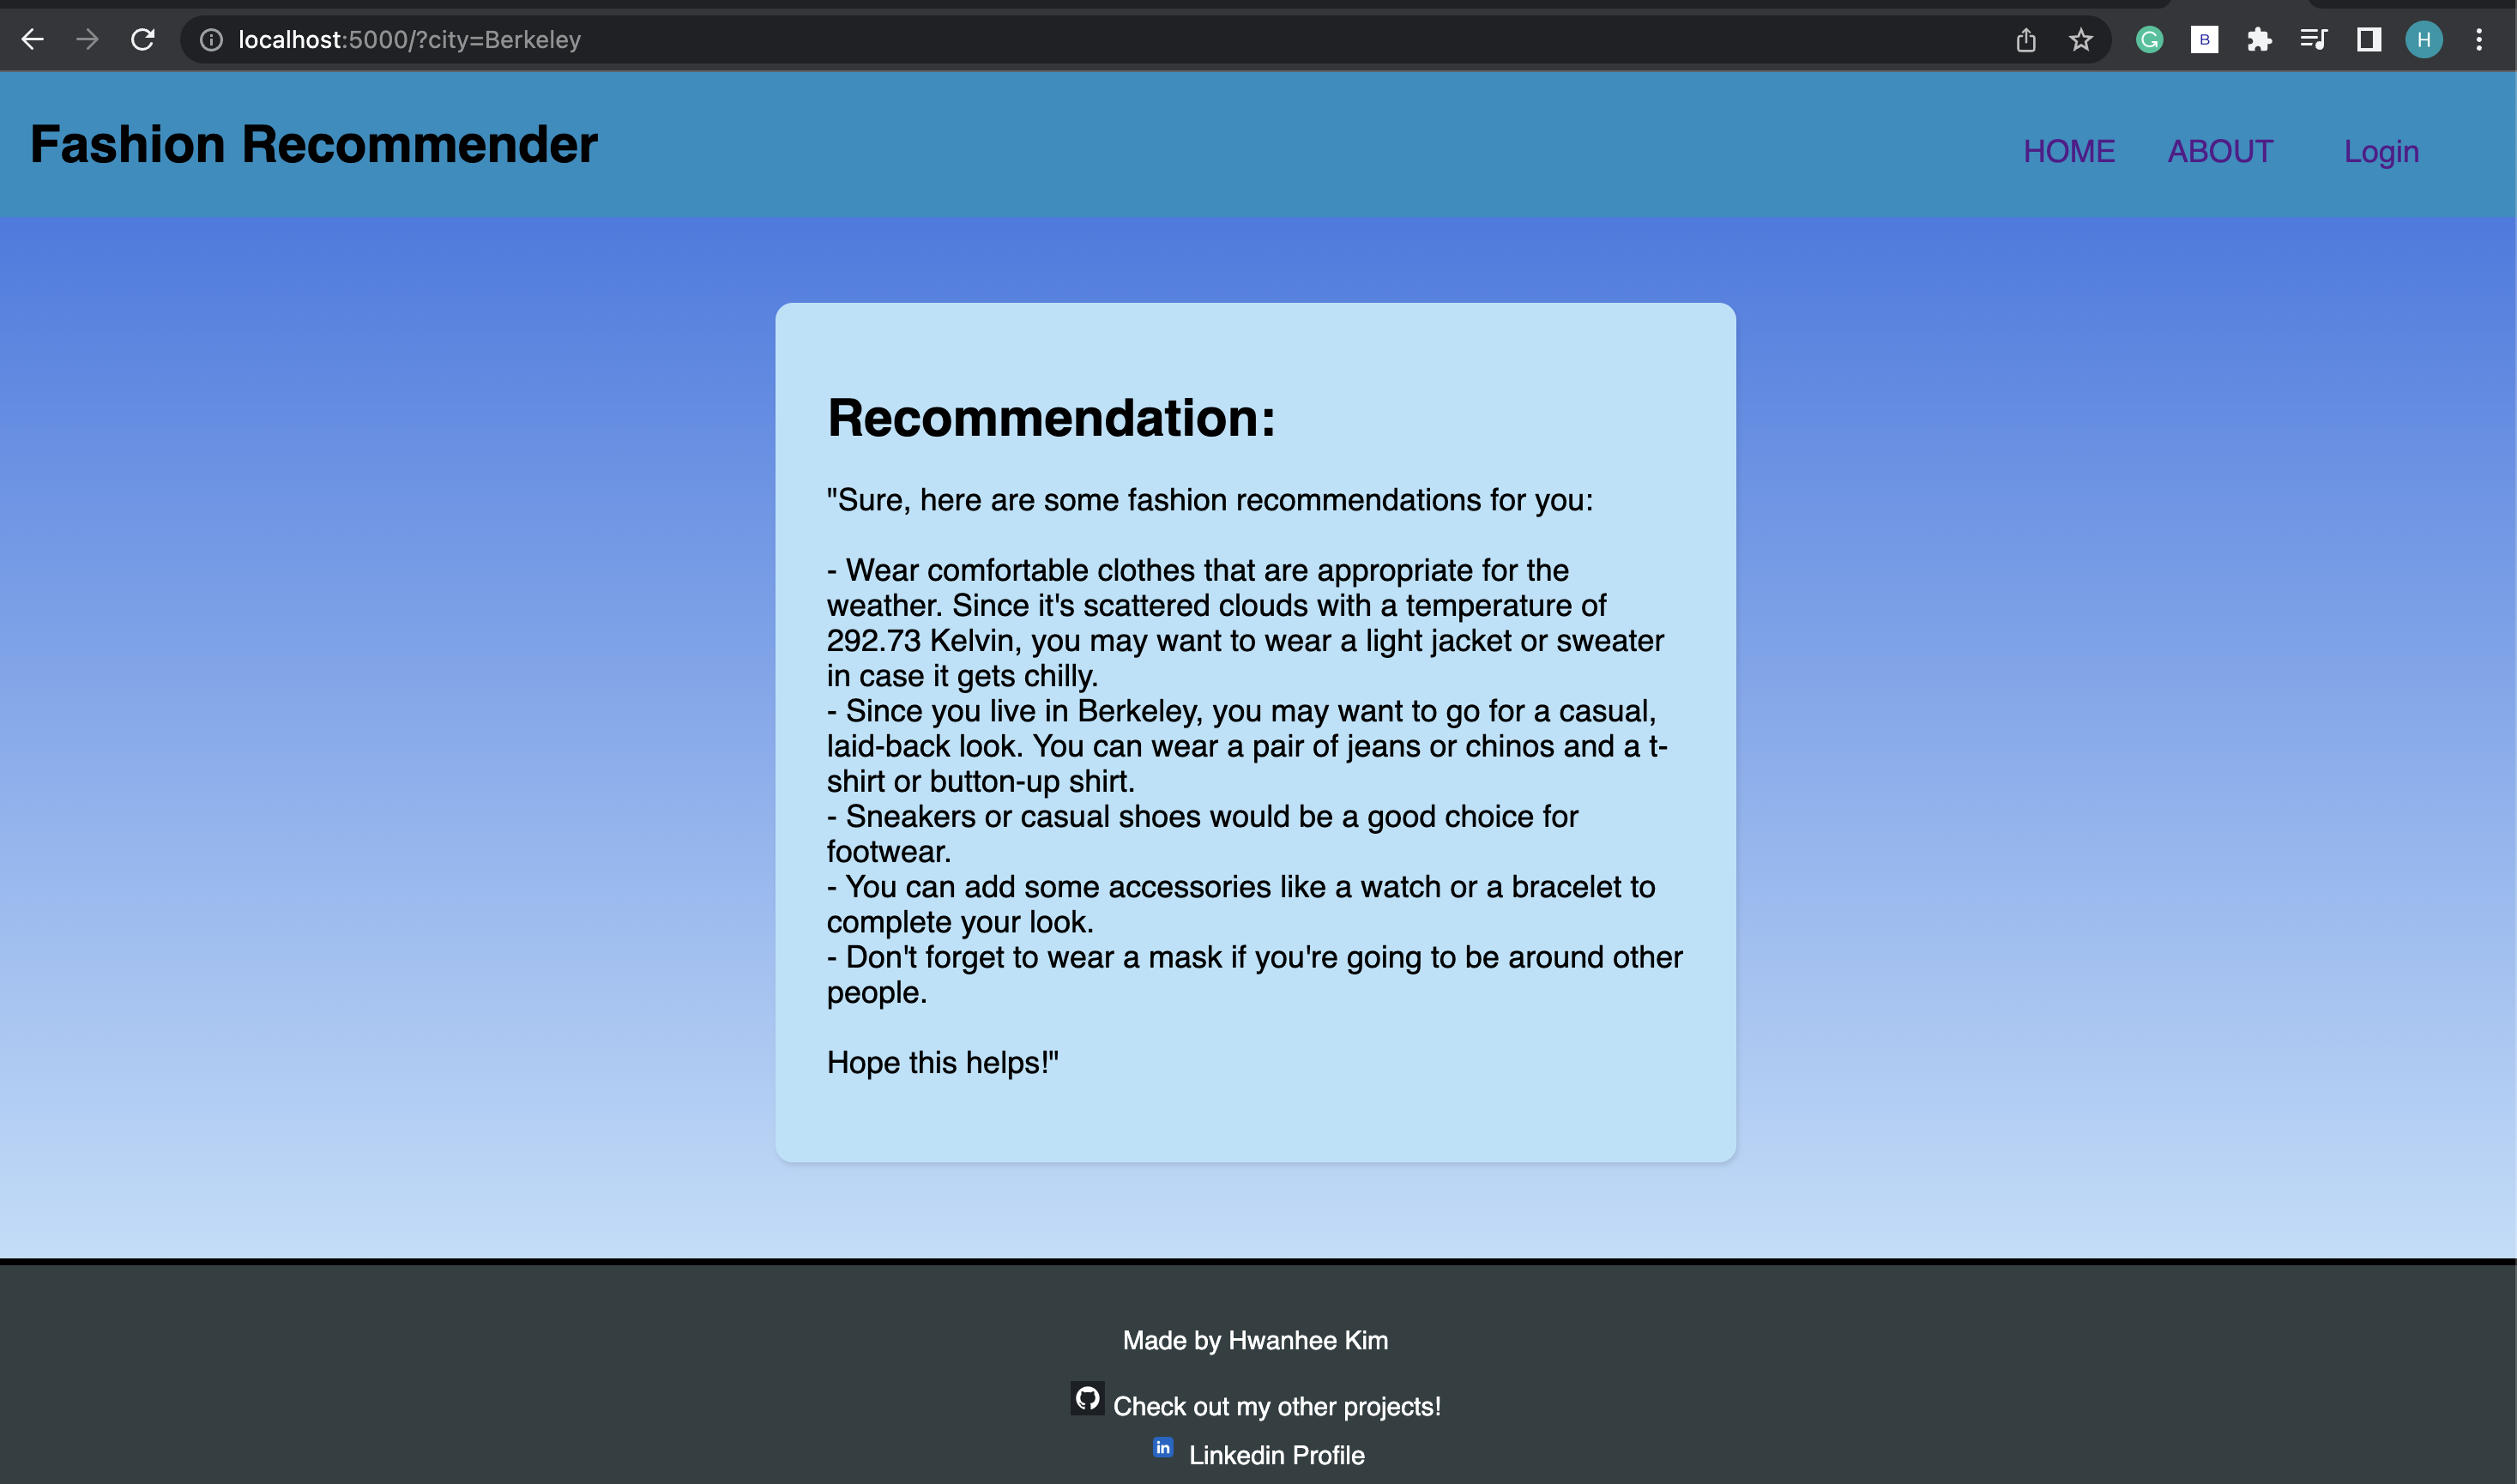 localhost:5000/?city=Berkeley
G
B
H
Fashion Recommender
HOME
ABOUT
Login
Recommendation:
"Sure, here are some fashion recommendations for you:
- Wear comfortable clothes that are appropriate for the
weather. Since it's scattered clouds with a temperature of
292.73 Kelvin, you may want to wear a light jacket or sweater
in case it gets chilly.
- Since you live in Berkeley, you may want to go for a casual,
laid-back look. You can wear a pair of jeans or chinos and a t-
shirt or button-up shirt.
- Sneakers or casual shoes would be a good choice for
footwear.
- You can add some accessories like a watch or a bracelet to
complete your look.
- Don't forget to wear a mask if you're going to be around other
people.
Hope this helps!"
Made by Hwanhee Kim
Check out my other projects!
in
Linkedin Profile